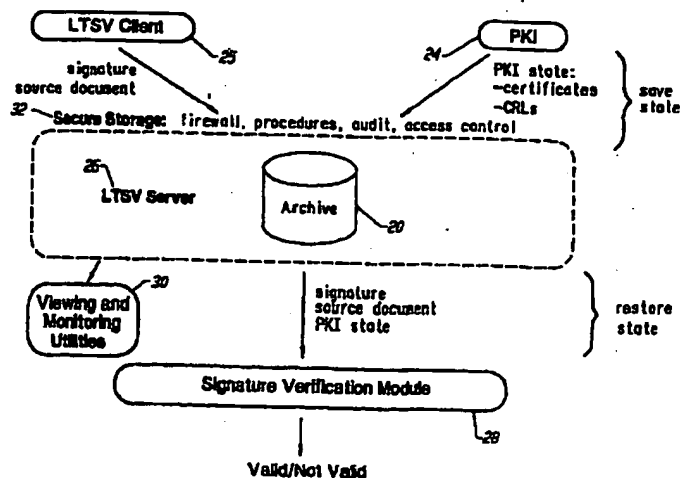 LTSV Client
25
24
PKI
signature
source document
PKI state:
-certificates
-CRLs
save
state
32
Secure Storage: firewall, procedures, audit, access control
26
LTSV Server
Archive
20
30
Viewing and
Monitoring
Utilities
signature
source document
PKI state
restore
state
Signature Verification Module
28
Valid/Not Valid